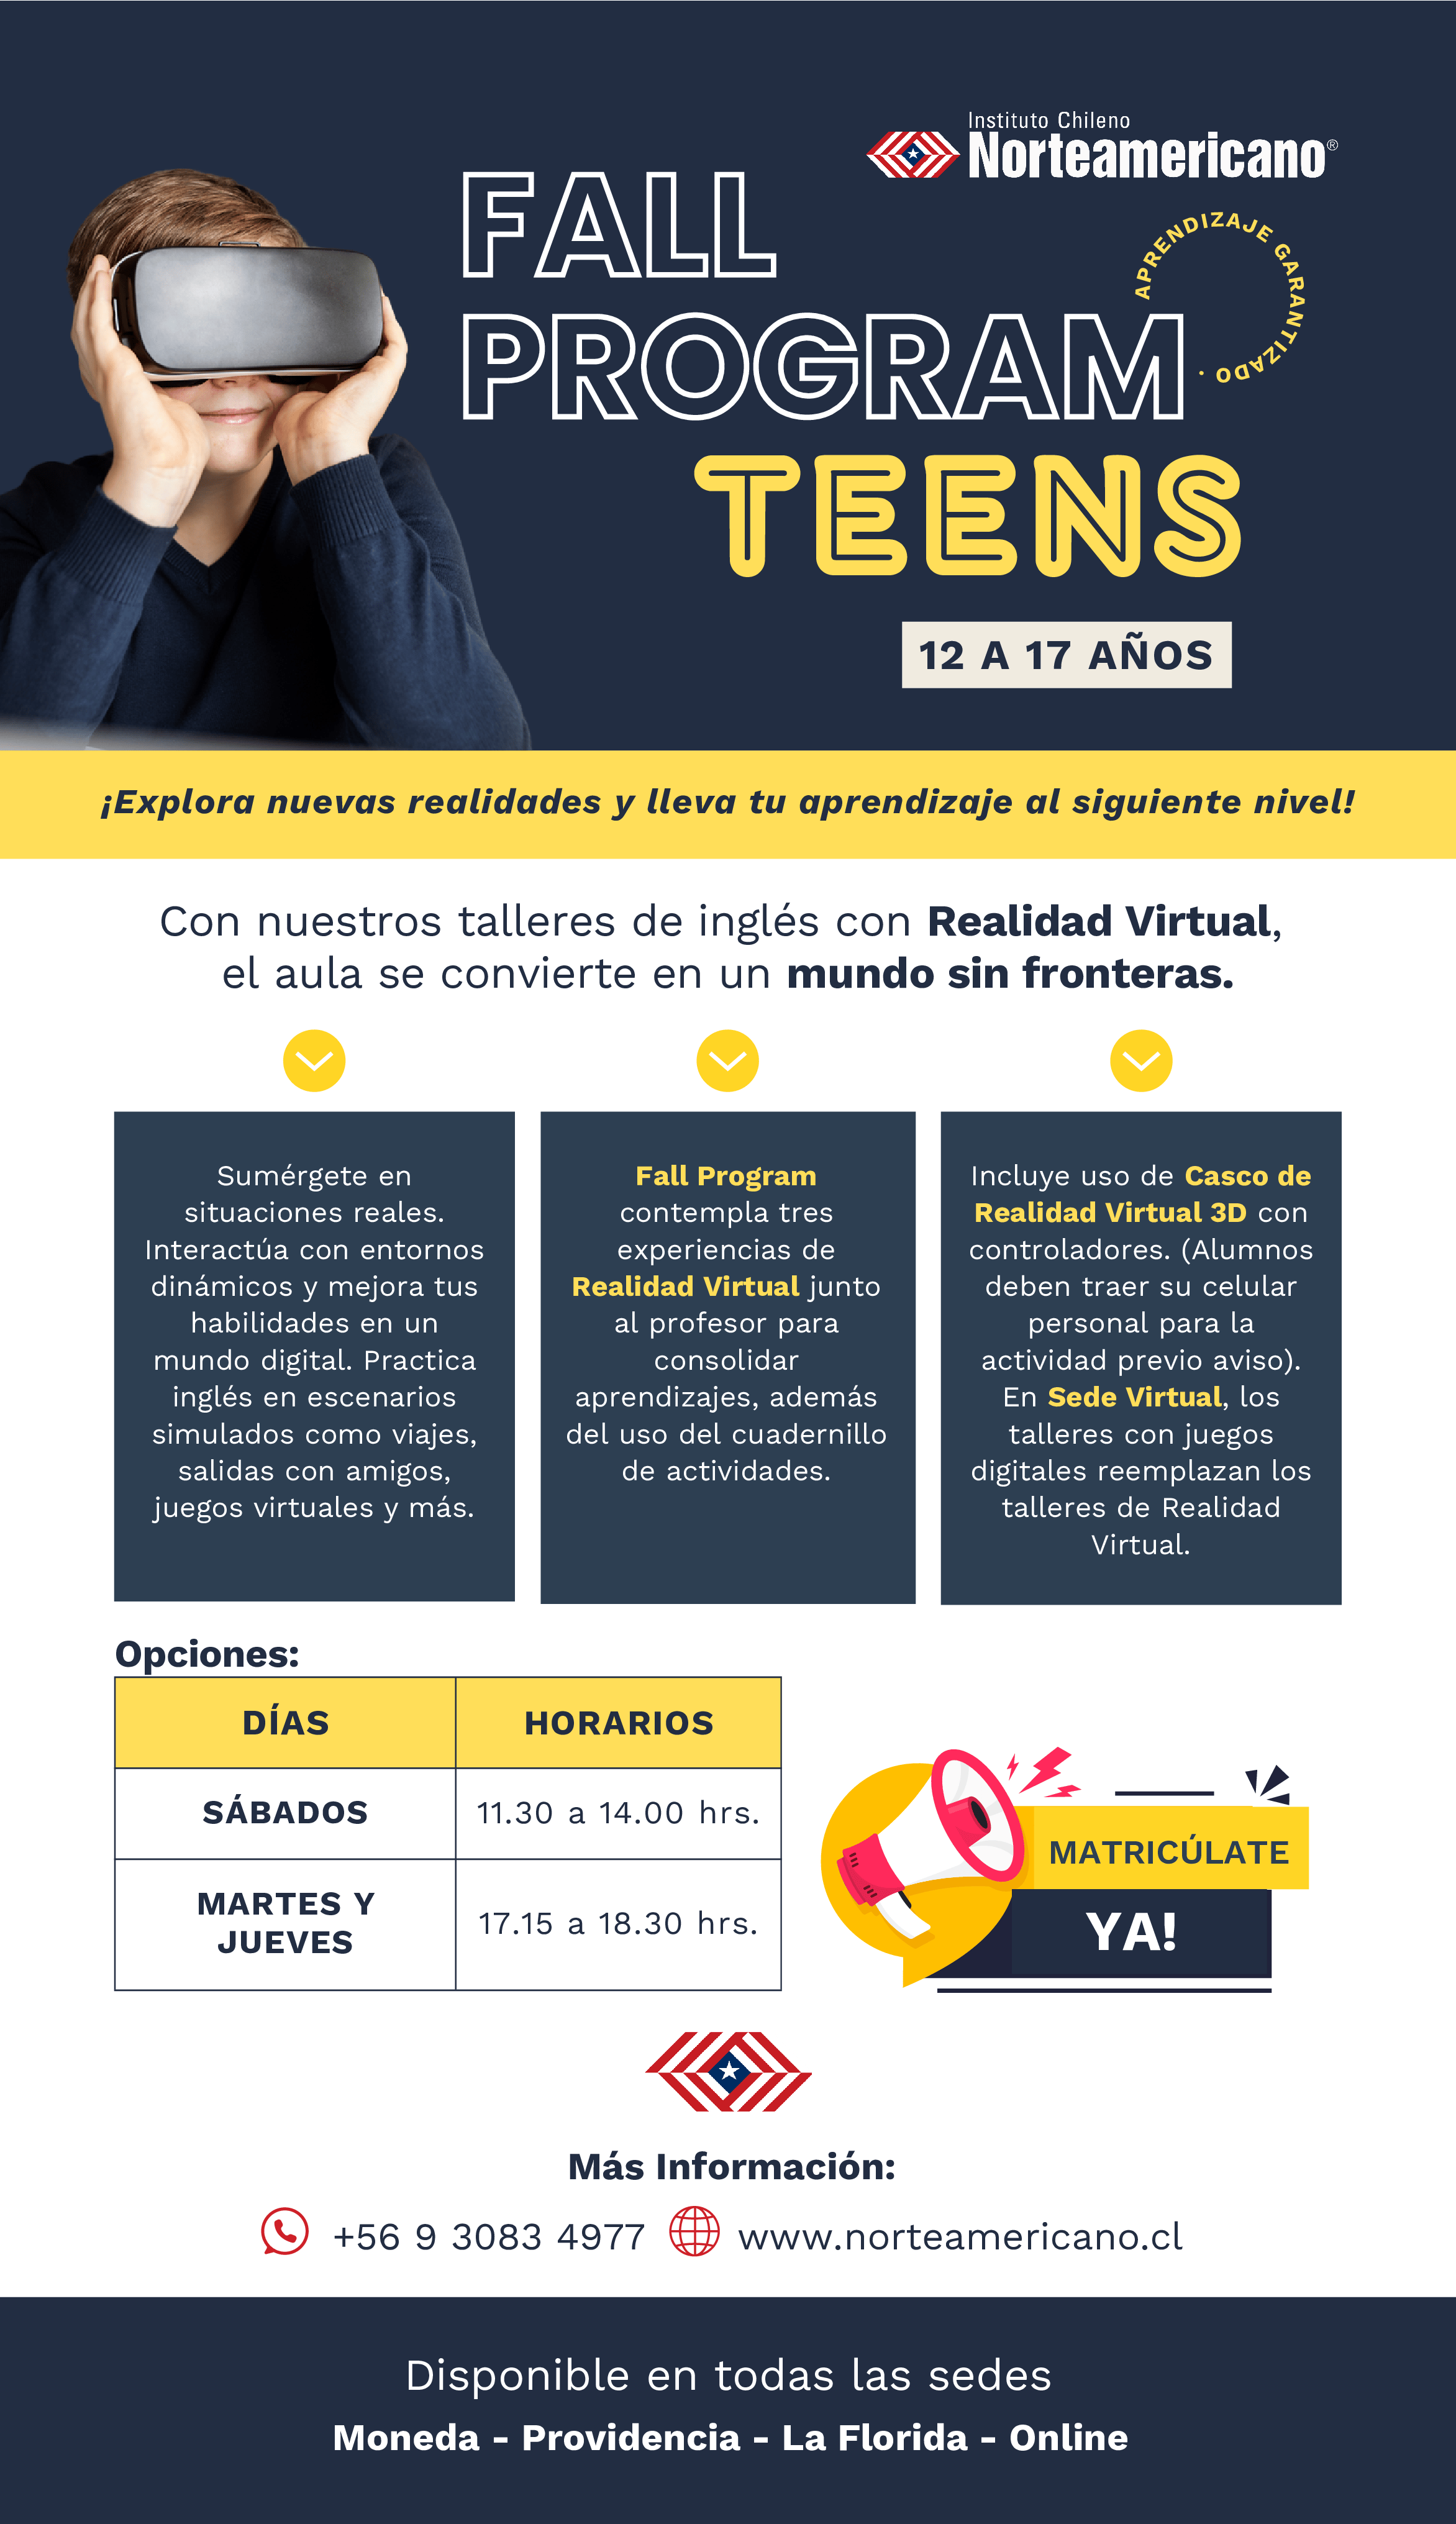 Instituto Chileno
Norteamericano®
FALL
PROGRAM
APRENDIZAJE GARANTIZADO .
TEENS
12 A 17 AÑOS
¡Explora nuevas realidades y lleva tu aprendizaje al siguiente nivel!
Con nuestros talleres de inglés con Realidad Virtual,
el aula se convierte en un mundo sin fronteras.
Sumérgete en
situaciones reales.
Interactúa con entornos
dinámicos y mejora tus
habilidades en un
mundo digital. Practica
inglés en escenarios
simulados como viajes,
salidas con amigos,
juegos virtuales y más.
Fall Program
contempla tres
experiencias de
Realidad Virtual junto
al profesor para
consolidar
aprendizajes, además
del uso del cuadernillo
de actividades.
Incluye uso de Casco de
Realidad Virtual 3D con
controladores. (Alumnos
deben traer su celular
personal para la
actividad previo aviso).
En Sede Virtual, los
talleres con juegos
digitales reemplazan los
talleres de Realidad
Virtual.
Opciones:
DÍAS HORARIOS
SÁBADOS 11.30 a 14.00 hrs.
MARTES Y
JUEVES 17.15 a 18.30 hrs.
MATRICÚLATE
YA!
Más Información:
+56 9 3083 4977 www.norteamericano.cl
Disponible en todas las sedes
Moneda - Providencia - La Florida - Online